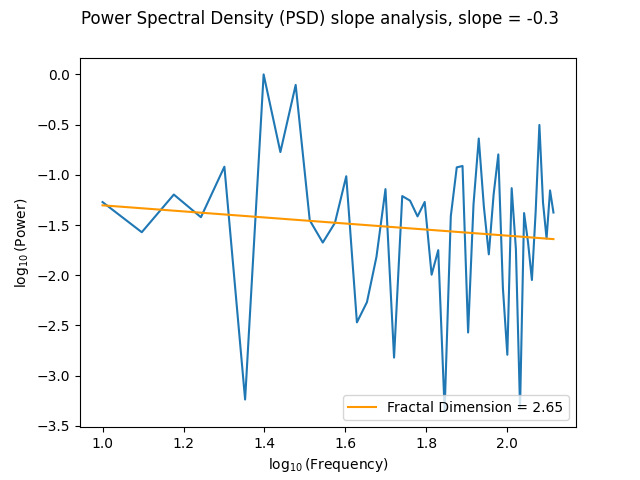 Power Spectral Density (PSD) slope analysis, slope = -0.3
0.0
−0.5
−1.0
−1.5
−2.0
−2.5
−3.0
−3.5
log₁₀(Power)
Fractal Dimension = 2.65
1.0 1.2 1.4 1.6 1.8 2.0
log₁₀(Frequency)